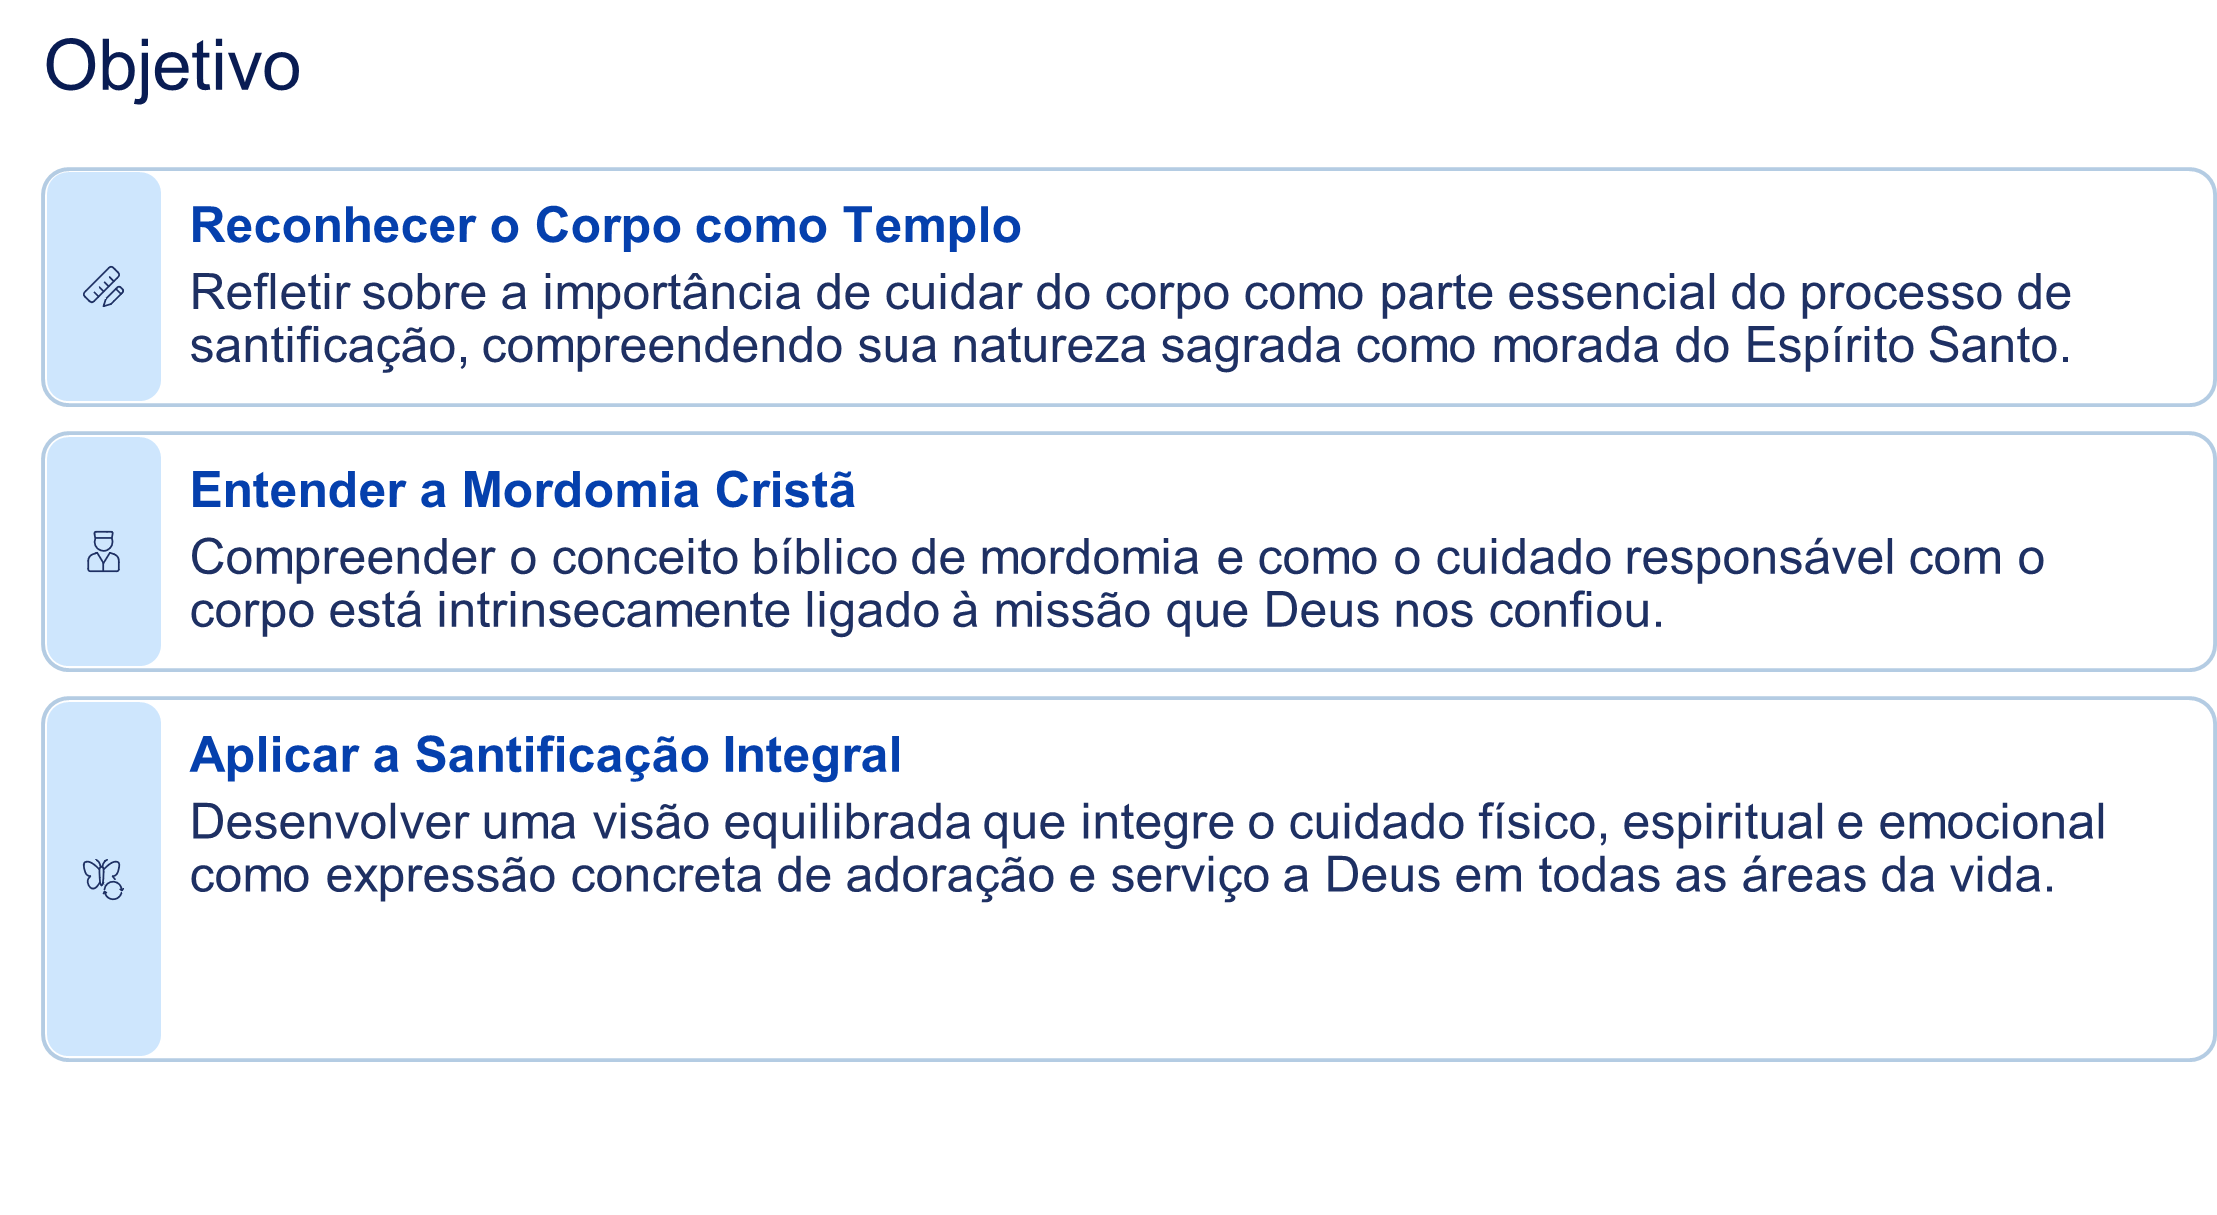 Objetivo
Reconhecer o Corpo como Templo
Refletir sobre a importância de cuidar do corpo como parte essencial do processo de
santificação, compreendendo sua natureza sagrada como morada do Espírito Santo.
Entender a Mordomia Cristã
Compreender o conceito bíblico de mordomia e como o cuidado responsável com o
corpo está intrinsecamente ligado à missão que Deus nos confiou.
Aplicar a Santificação Integral
Desenvolver uma visão equilibrada que integre o cuidado físico, espiritual e emocional
como expressão concreta de adoração e serviço a Deus em todas as áreas da vida.